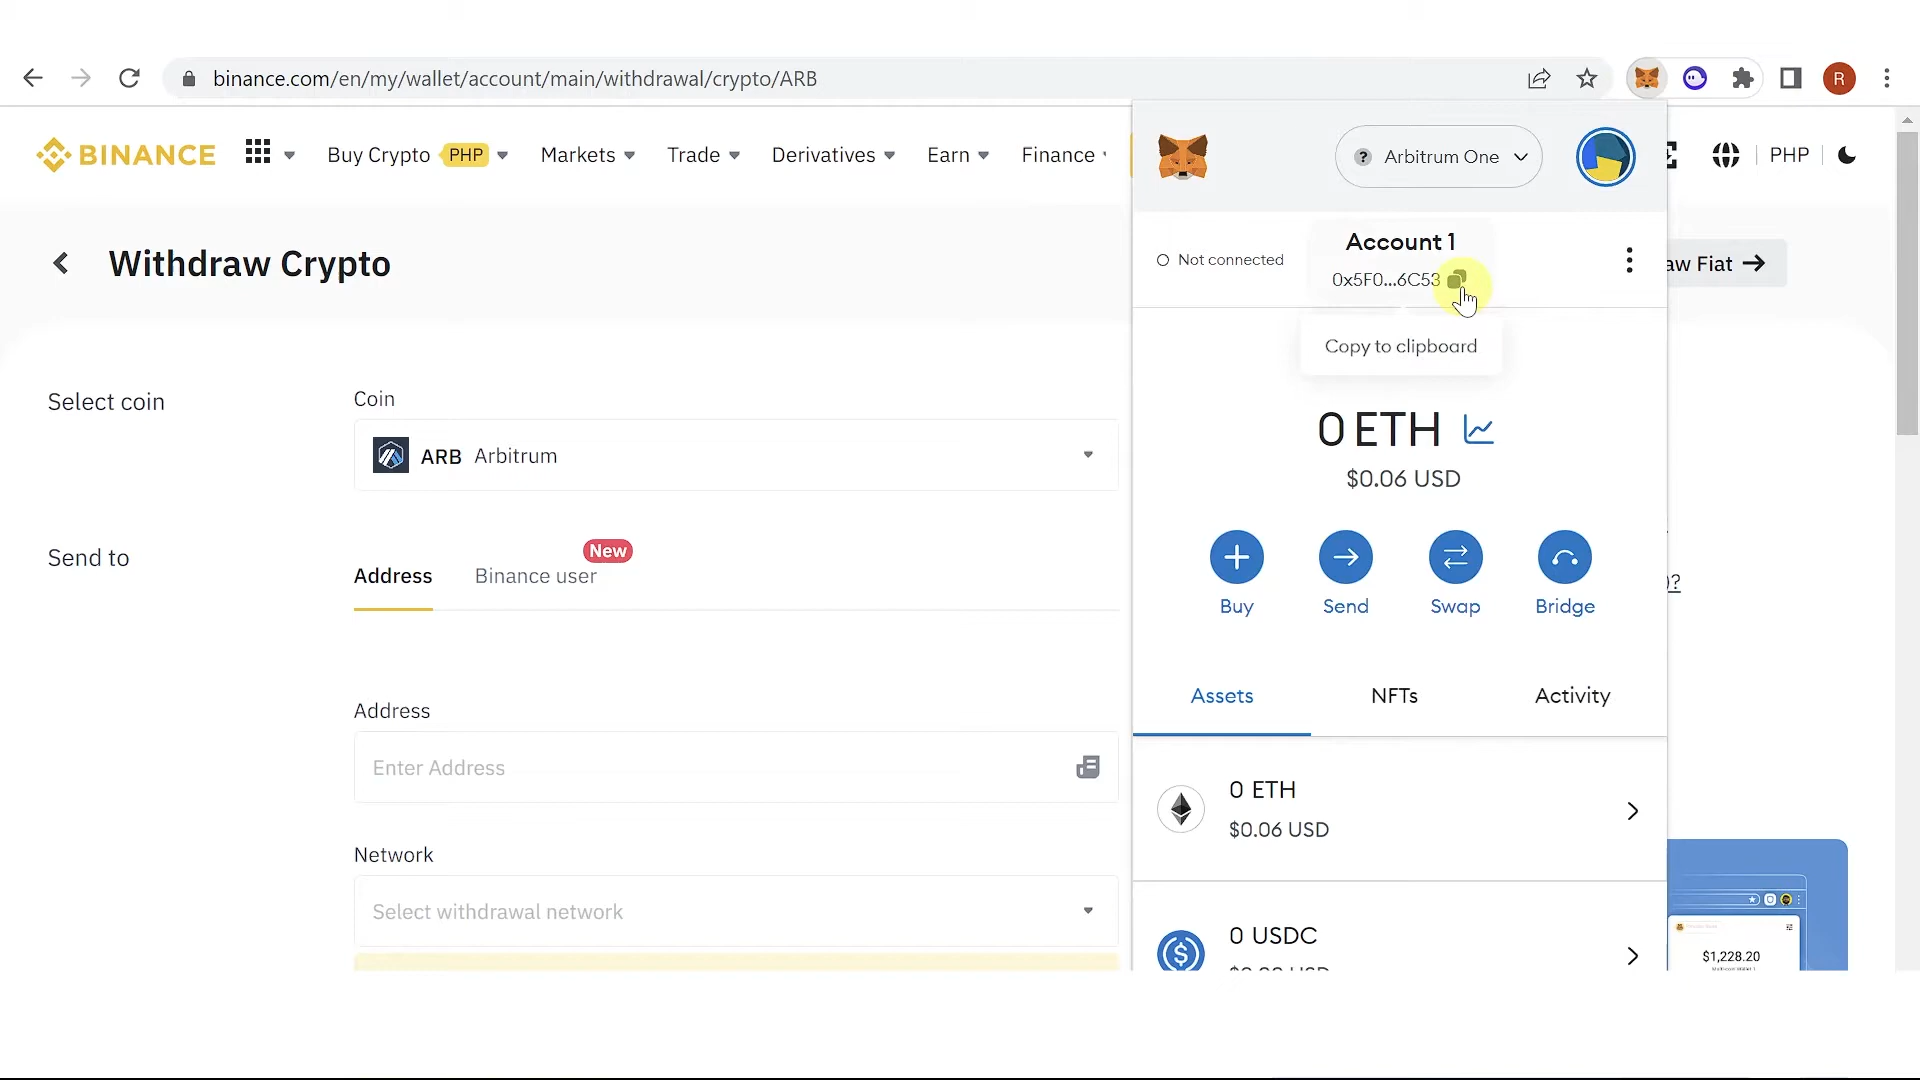 binance.com/en/my/wallet/account/main/withdrawal/crypto/ARB
R
BINANCE
Buy Crypto PHP
Markets
Trade
Derivatives
Earn
Finance
PHP
Arbitrum One
Withdraw Crypto
aw Fiat
Not connected
Account 1
0x5F0...6C53
Copy to clipboard
Select coin
Coin
ARB Arbitrum
0 ETH
$0.06 USD
Send to
New
Address
Binance user
Buy
Send
Swap
Bridge
)?
Assets
NFTs
Activity
Address
Enter Address
0 ETH
$0.06 USD
Network
Select withdrawal network
0 USDC
$1,228.20